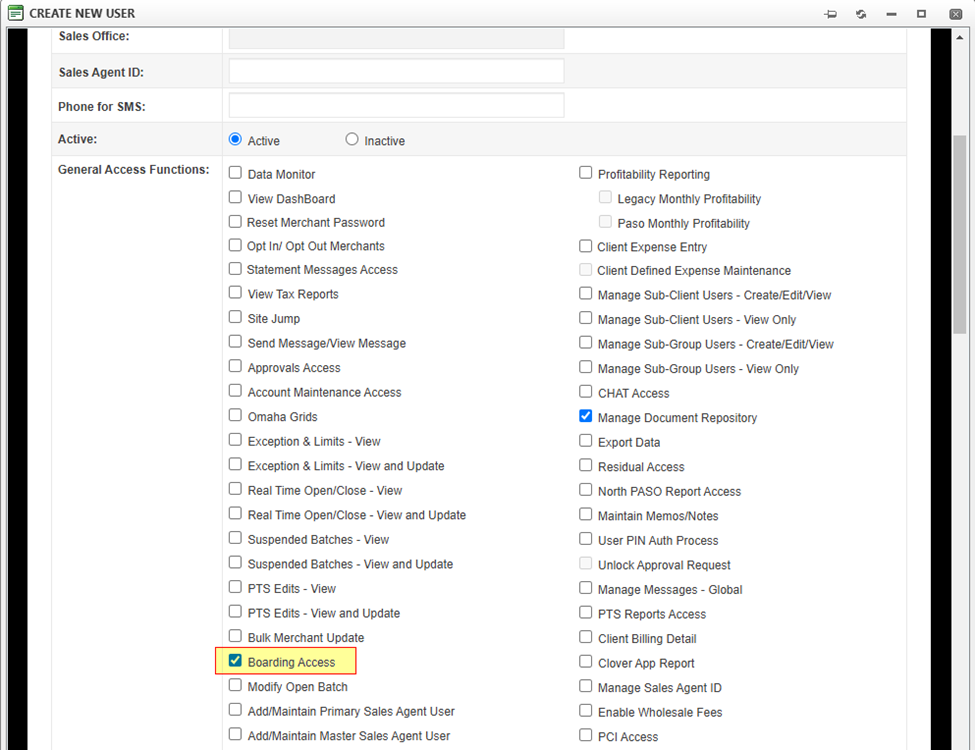 CREATE NEW USER
Sales Office:
Sales Agent ID:
Phone for SMS:
Active:
Active
Inactive
General Access Functions:
Data Monitor
View DashBoard
Reset Merchant Password
Opt In/ Opt Out Merchants
Statement Messages Access
View Tax Reports
Site Jump
Send Message/View Message
Approvals Access
Account Maintenance Access
Omaha Grids
Exception & Limits - View
Exception & Limits - View and Update
Real Time Open/Close - View
Real Time Open/Close - View and Update
Suspended Batches - View
Suspended Batches - View and Update
PTS Edits - View
PTS Edits - View and Update
Bulk Merchant Update
Boarding Access
Modify Open Batch
Add/Maintain Primary Sales Agent User
Add/Maintain Master Sales Agent User
Profitability Reporting
Legacy Monthly Profitability
Paso Monthly Profitability
Client Expense Entry
Client Defined Expense Maintenance
Manage Sub-Client Users - Create/Edit/View
Manage Sub-Client Users - View Only
Manage Sub-Group Users - Create/Edit/View
Manage Sub-Group Users - View Only
CHAT Access
Manage Document Repository
Export Data
Residual Access
North PASO Report Access
Maintain Memos/Notes
User PIN Auth Process
Unlock Approval Request
Manage Messages - Global
PTS Reports Access
Client Billing Detail
Clover App Report
Manage Sales Agent ID
Enable Wholesale Fees
PCI Access